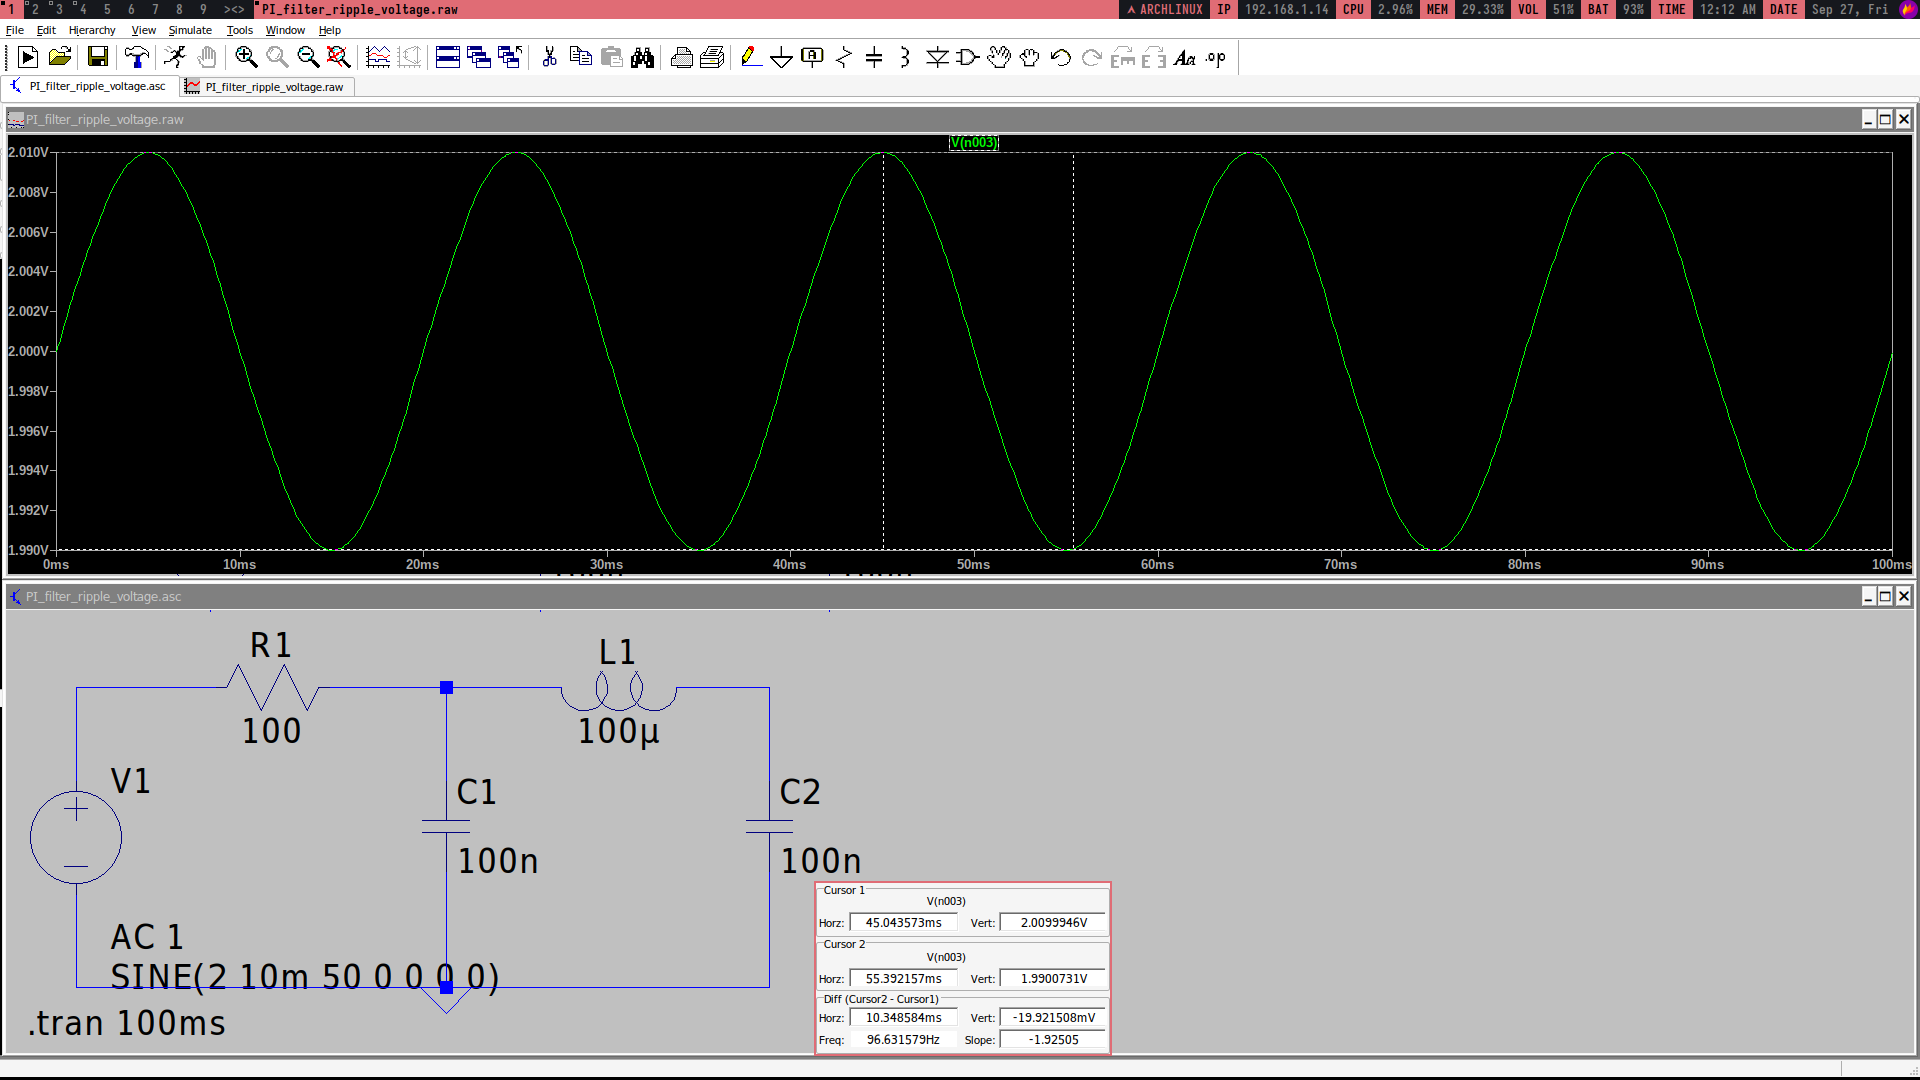 1 2 3 4 5 6 7 8 9 ><> PI_filter_ripple_voltage.raw ARCHLINUX IP 192.168.1.14 CPU 2.96% MEM 29.33% VOL 51% BAT 93% TIME 12:12 AM DATE Sep 27, Fri
File Edit Hierarchy View Simulate Tools Window Help
A Aa .op
PI_filter_ripple_voltage.asc PI_filter_ripple_voltage.raw
PI_filter_ripple_voltage.raw
V(n003)
2.010V
2.008V
2.006V
2.004V
2.002V
2.000V
1.998V
1.996V
1.994V
1.992V
1.990V
0ms 10ms 20ms 30ms 40ms 50ms 60ms 70ms 80ms 90ms 100ms
PI_filter_ripple_voltage.asc
R1
100
L1
100µ
V1
C1
100n
C2
100n
AC 1
SINE(2 10m 50 0 0 0 0)
.tran 100ms
Cursor 1
V(n003)
Horz: 45.043573ms Vert: 2.0099946V
Cursor 2
V(n003)
Horz: 55.392157ms Vert: 1.9900731V
Diff (Cursor2 - Cursor1)
Horz: 10.348584ms Vert: -19.921508mV
Freq: 96.631579Hz Slope: -1.92505